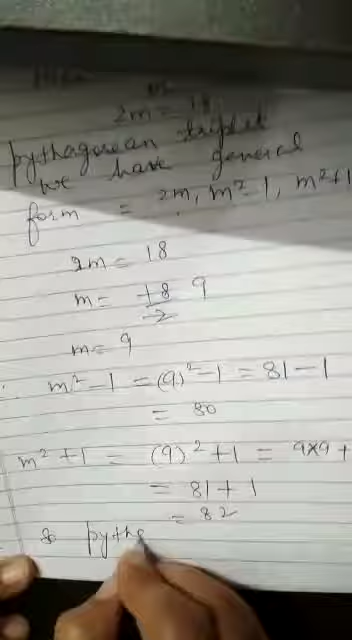 2m = 18
pythagorean triplet
we have general
form = 2m, m²-1, m²+1
2m = 18
m = 18/2 9
m = 9
m²-1 = (9)²-1 = 81-1
= 80
m²+1 = (9)²+1 = 9×9+
= 81+1
= 82
so pytha